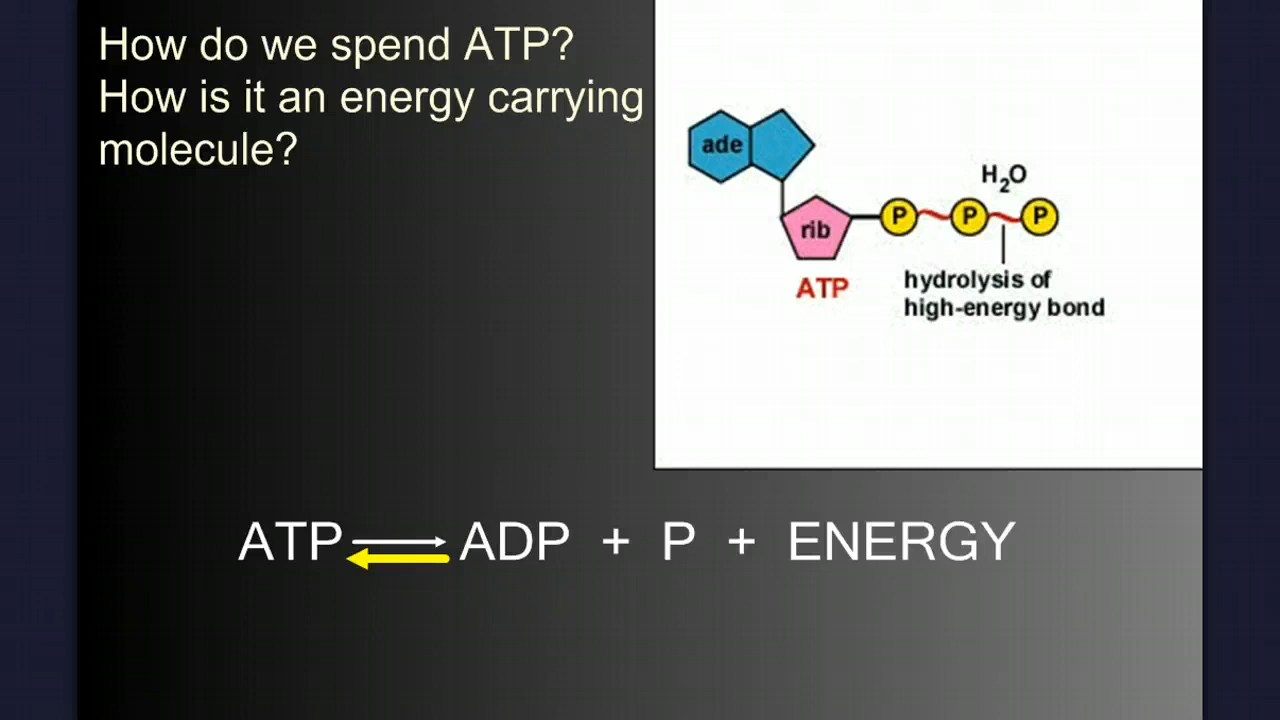 How do we spend ATP?
How is it an energy carrying
molecule?
ade
H₂O
P P P
rib
ATP
hydrolysis of
high-energy bond
ATP ADP + P + ENERGY